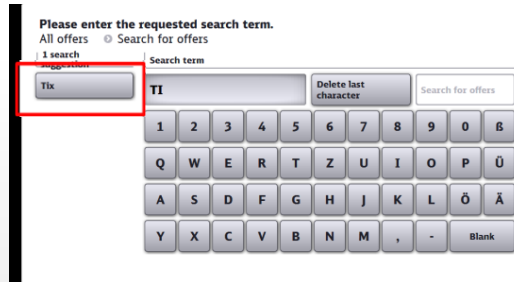 Please enter the requested search term.
All offers Search for offers
1 search
suggestion
Search term
Tix
TI
Delete last
character
Search for offers
1 2 3 4 5 6 7 8 9 0 ß
Q W E R T Z U I O P Ü
A S D F G H J K L Ö Ä
Y X C V B N M , - Blank